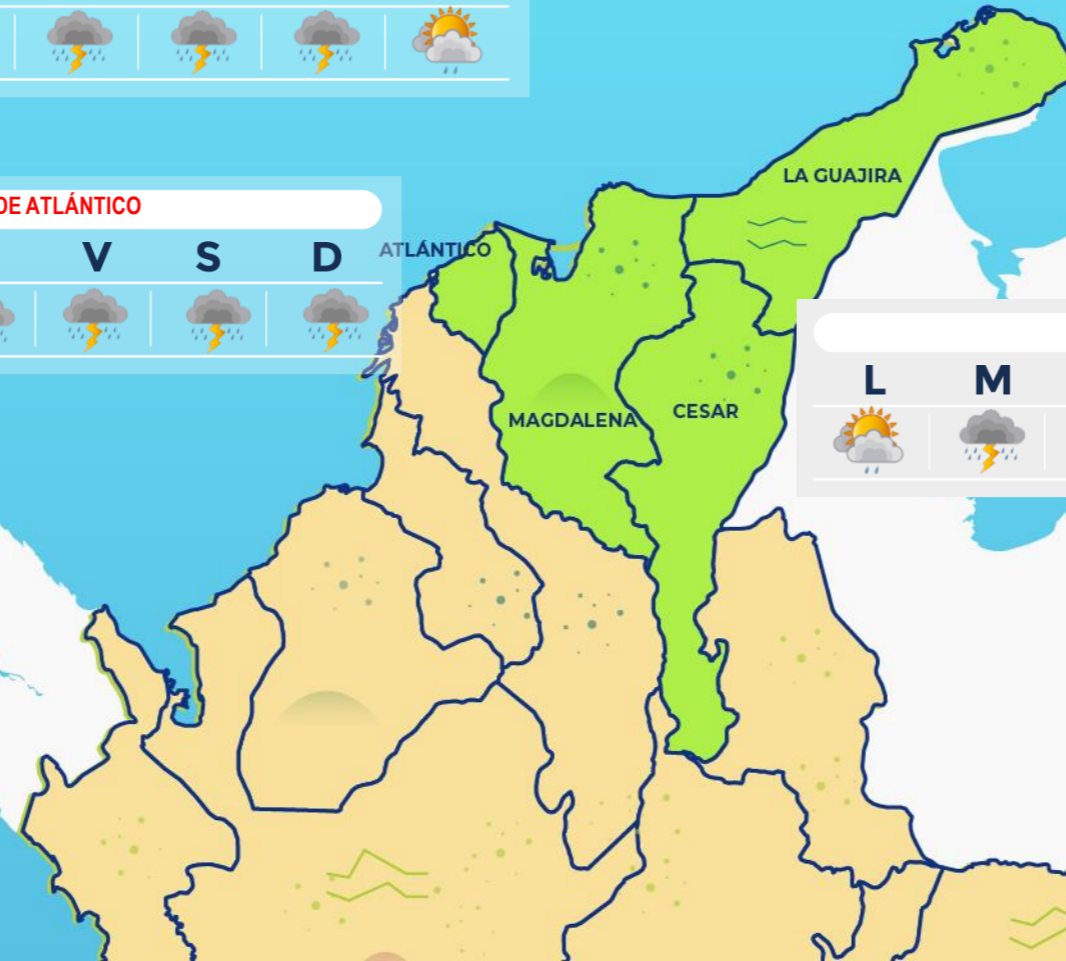 LA GUAJIRA
DE ATLÁNTICO
V S D
ATLÁNTICO
L M
MAGDALENA
CESAR